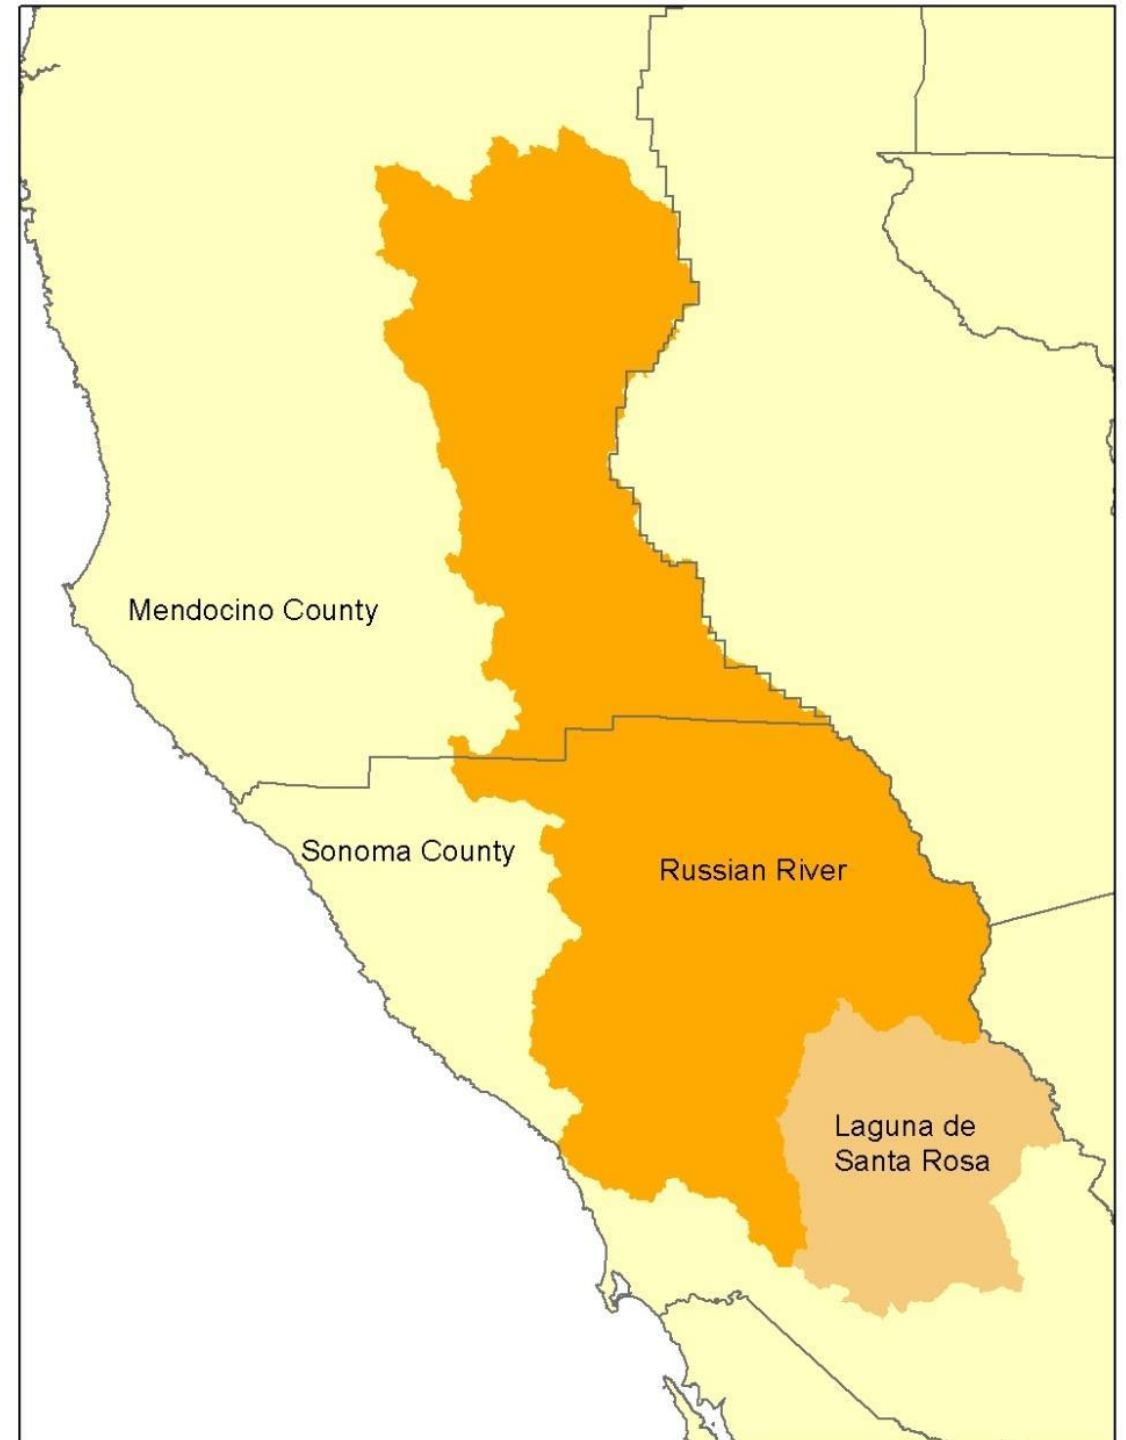 Mendocino County
Sonoma County
Russian River
Laguna de
Santa Rosa